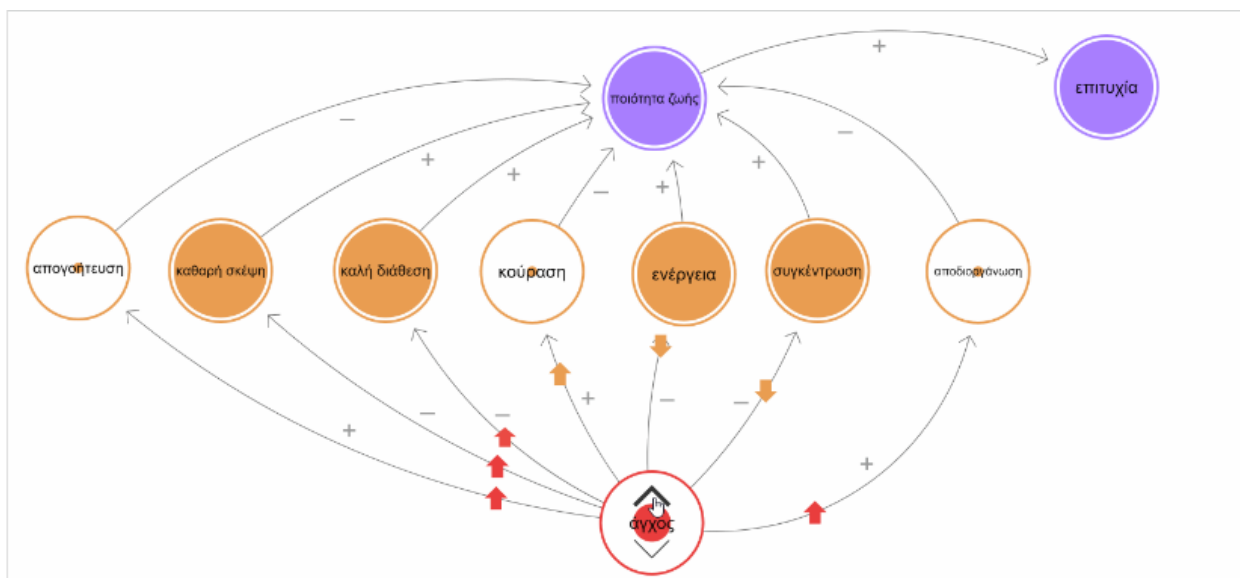 ποιότητα ζωής
επιτυχία
απογοήτευση
καθαρή σκέψη
καλή διάθεση
κούραση
ενέργεια
συγκέντρωση
αποδιοργάνωση
άγχος